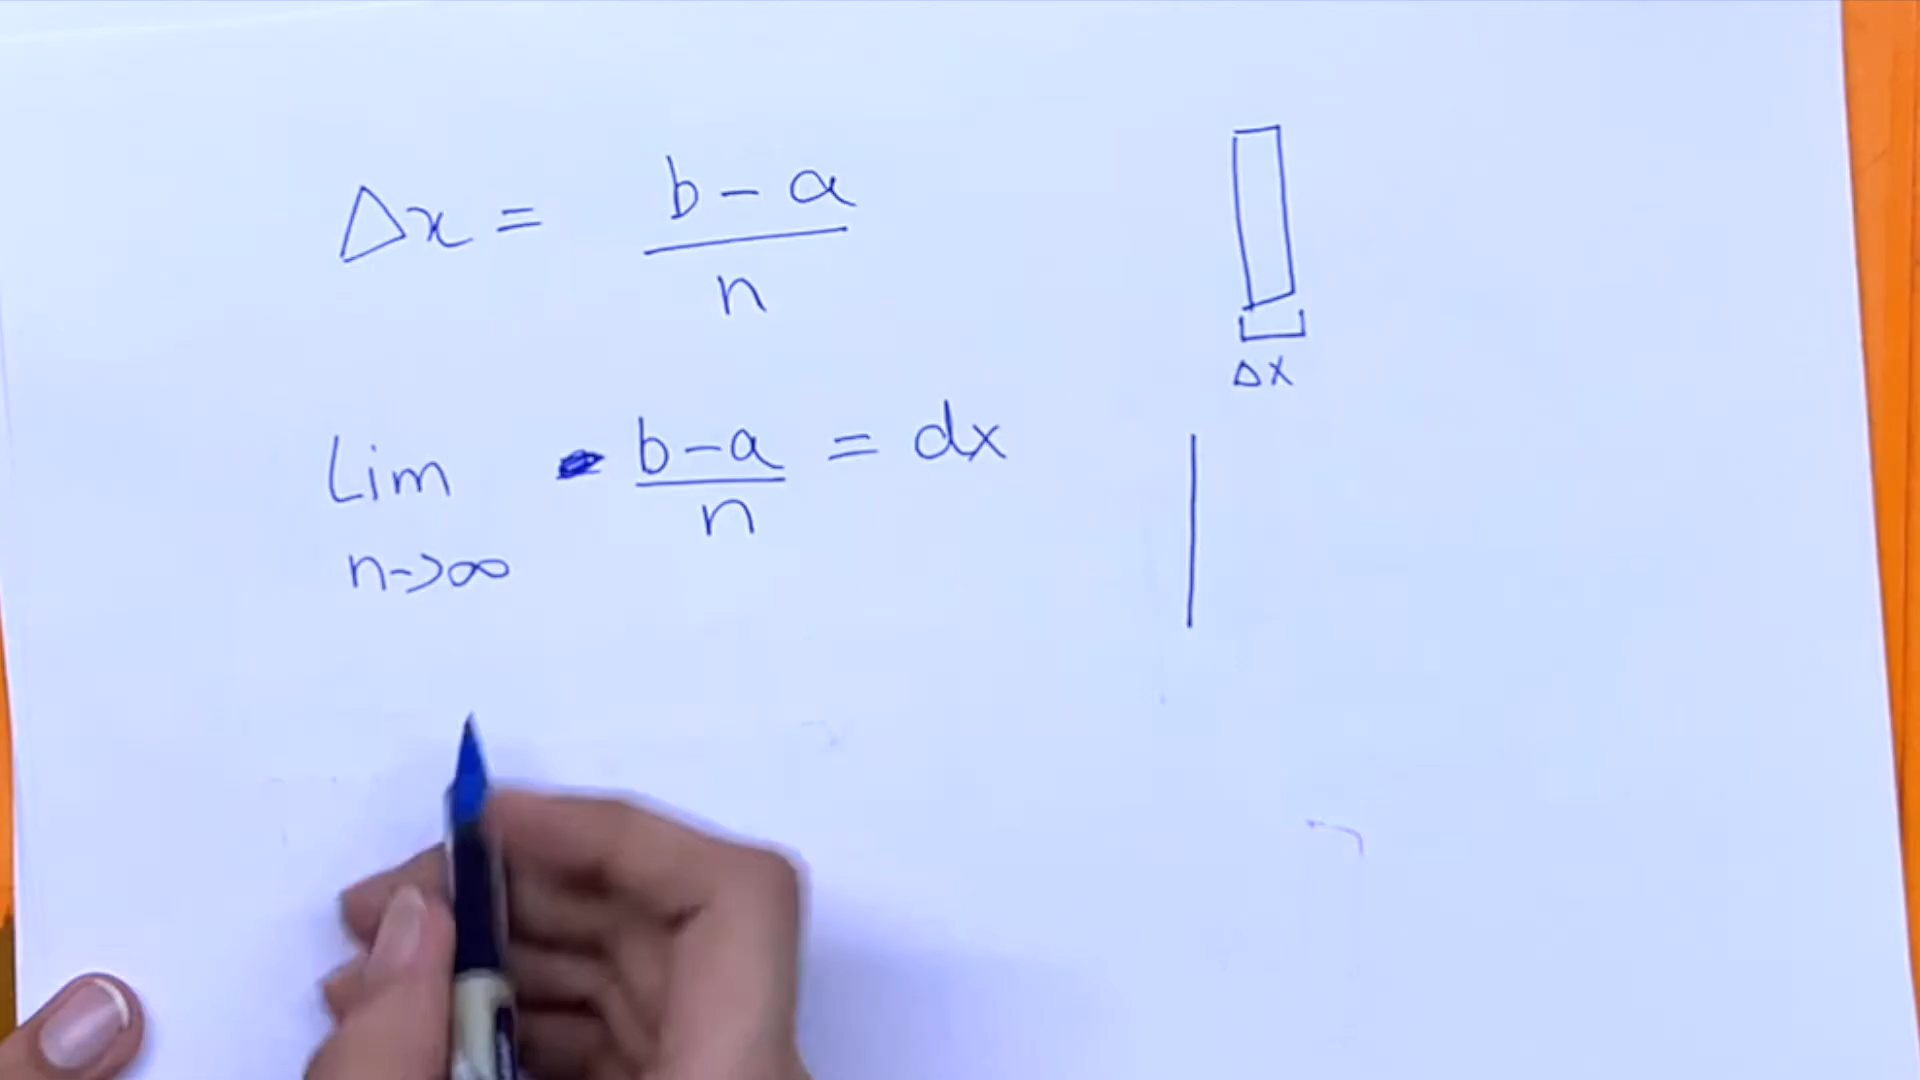 Δx = b - a / n
Δx
Lim n->∞ b-a / n = dx